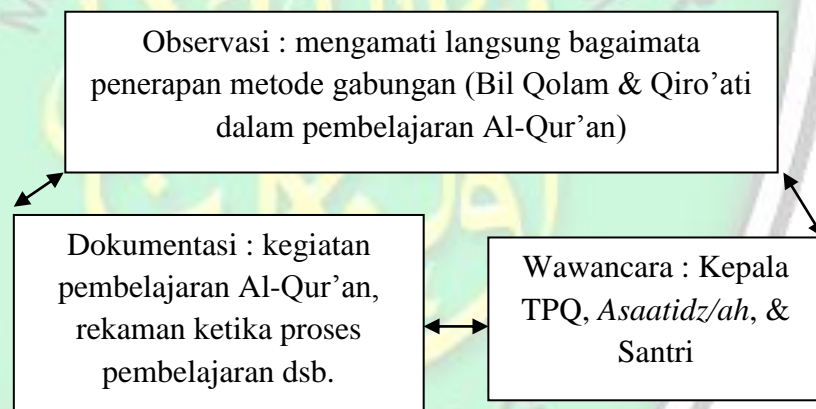 Observasi : mengamati langsung bagaimata
penerapan metode gabungan (Bil Qolam & Qiro’ati
dalam pembelajaran Al-Qur’an)
Dokumentasi : kegiatan
pembelajaran Al-Qur’an,
rekaman ketika proses
pembelajaran dsb.
Wawancara : Kepala
TPQ, Asaatidz/ah, &
Santri